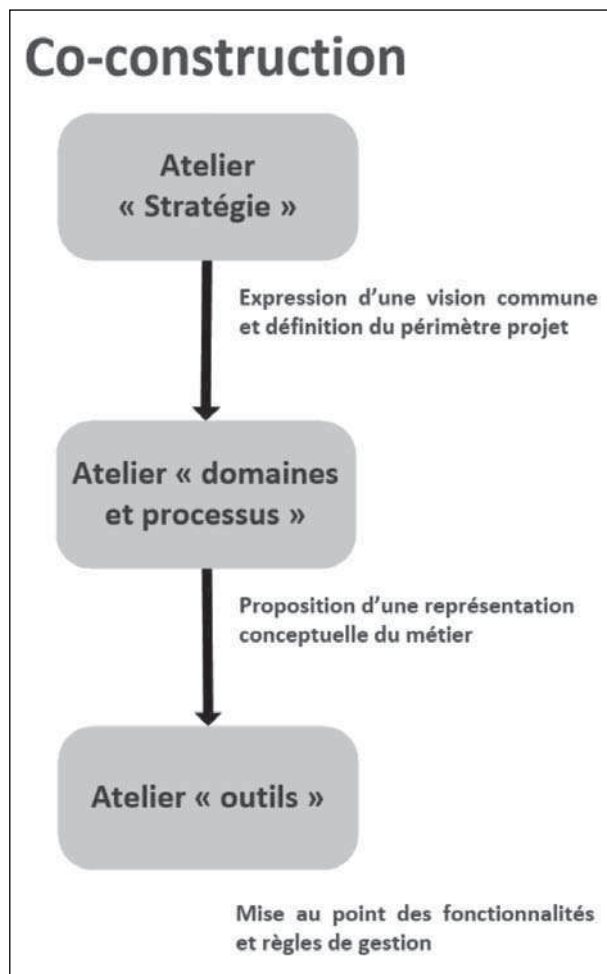 Co-construction
Atelier
« Stratégie »
Expression d’une vision commune
et définition du périmètre projet
Atelier « domaines
et processus »
Proposition d’une représentation
conceptuelle du métier
Atelier « outils »
Mise au point des fonctionnalités
et règles de gestion